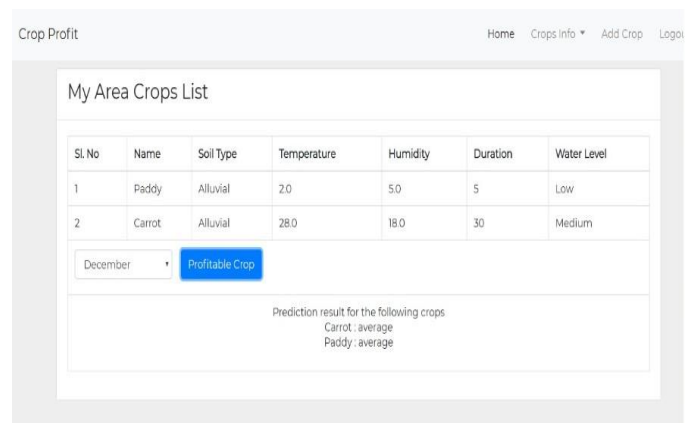 Crop Profit Home Crops Info Add Crop
My Area Crops List
Sl. No Name Soil Type Temperature Humidity Duration Water Level
1 Paddy Alluvial 2.0 5.0 5 Low
2 Carrot Alluvial 28.0 18.0 30 Medium
December Profitable Crop
Prediction result for the following crops
Carrot : average
Paddy : average